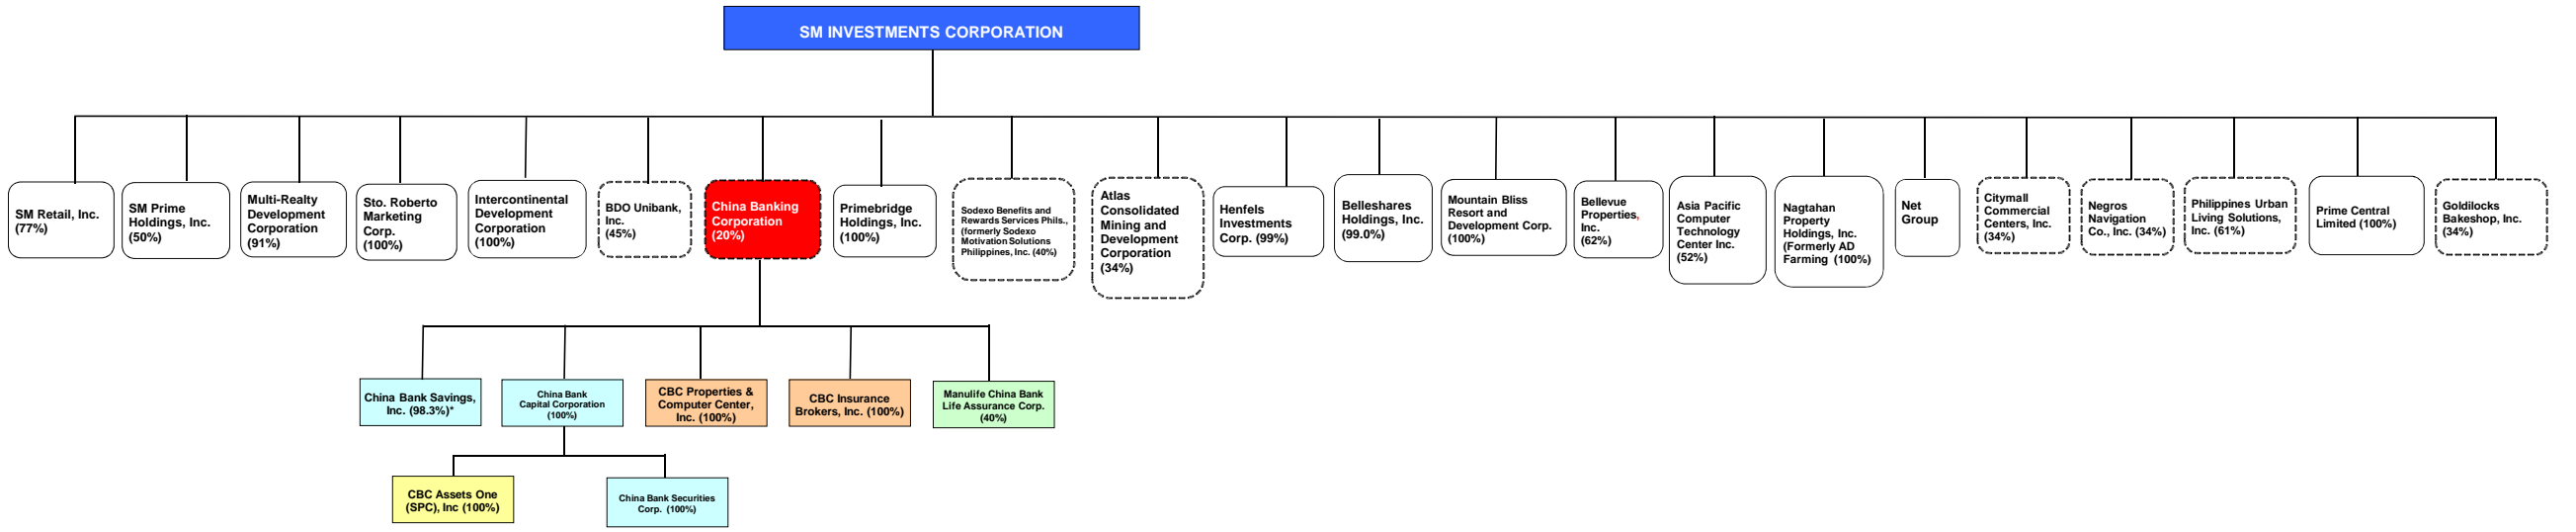 SM INVESTMENTS CORPORATION
SM Retail, Inc.
(77%)
SM Prime
Holdings, Inc.
(50%)
Multi-Realty
Development
Corporation
(91%)
Sto. Roberto
Marketing
Corp.
(100%)
Intercontinental
Development
Corporation
(100%)
BDO Unibank,
Inc.
(45%)
China Banking
Corporation
(20%)
Primebridge
Holdings, Inc.
(100%)
Sodexo Benefits and
Rewards Services Phils.,
(formerly Sodexo
Motivation Solutions
Philippines, Inc. (40%)
Atlas
Consolidated
Mining and
Development
Corporation
(34%)
Henfels
Investments
Corp. (99%)
Belleshares
Holdings, Inc.
(99.0%)
Mountain Bliss
Resort and
Development Corp.
(100%)
Bellevue
Properties,
Inc.
(62%)
Asia Pacific
Computer
Technology
Center Inc.
(52%)
Nagtahan
Property
Holdings, Inc.
(Formerly AD
Farming (100%)
Net
Group
Citymall
Commercial
Centers, Inc.
(34%)
Negros
Navigation
Co., Inc. (34%)
Philippines Urban
Living Solutions,
Inc. (61%)
Prime Central
Limited (100%)
Goldilocks
Bakeshop, Inc.
(34%)
China Bank Savings,
Inc. (98.3%)*
China Bank
Capital Corporation
(100%)
CBC Properties &
Computer Center,
Inc. (100%)
CBC Insurance
Brokers, Inc. (100%)
Manulife China Bank
Life Assurance Corp.
(40%)
CBC Assets One
(SPC), Inc (100%)
China Bank Securities
Corp. (100%)